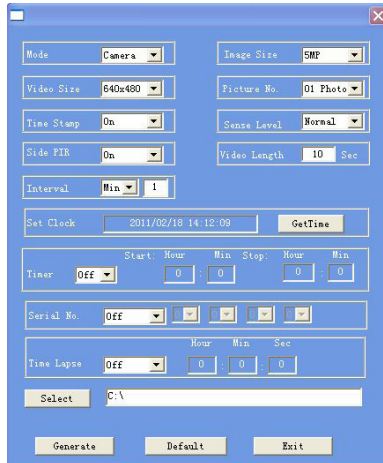 Mode Camera Image Size 5MP
Video Size 640x480 Picture No. 01 Photo
Time Stamp On Sense Level Normal
Side PIR On Video Length 10 Sec
Interval Min 1
Set Clock 2011/02/18 14:12:09 GetTime
Start: Hour Min Stop: Hour Min
Timer Off 0 : 0 0 : 0
Serial No. Off
Hour Min Sec
Time Lapse Off 0 : 0 : 0
Select C:\
Generate Default Exit